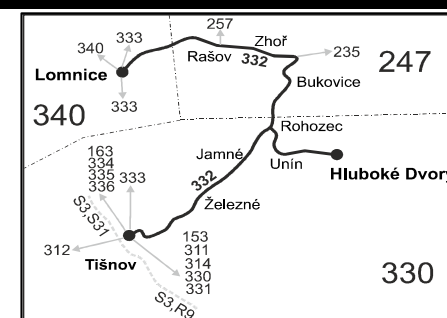 257
333
Zhoř
340
Rašov
332
235
247
Lomnice
Bukovice
333
340
Rohozec
163
334
335
336
333
Jamné
Unín
Hluboké Dvory
332
S3,S31
Železné
312
153
311
314
330
331
Tišnov
330
S3,R9